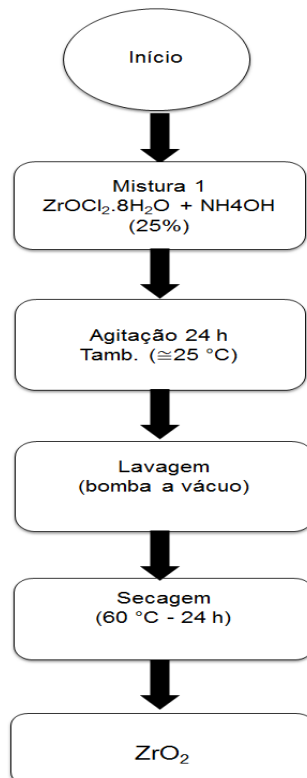 Início
Mistura 1
ZrOCl₂.8H₂O + NH4OH
(25%)
Agitação 24 h
Tamb. (≅25 °C)
Lavagem
(bomba a vácuo)
Secagem
(60 °C - 24 h)
ZrO₂